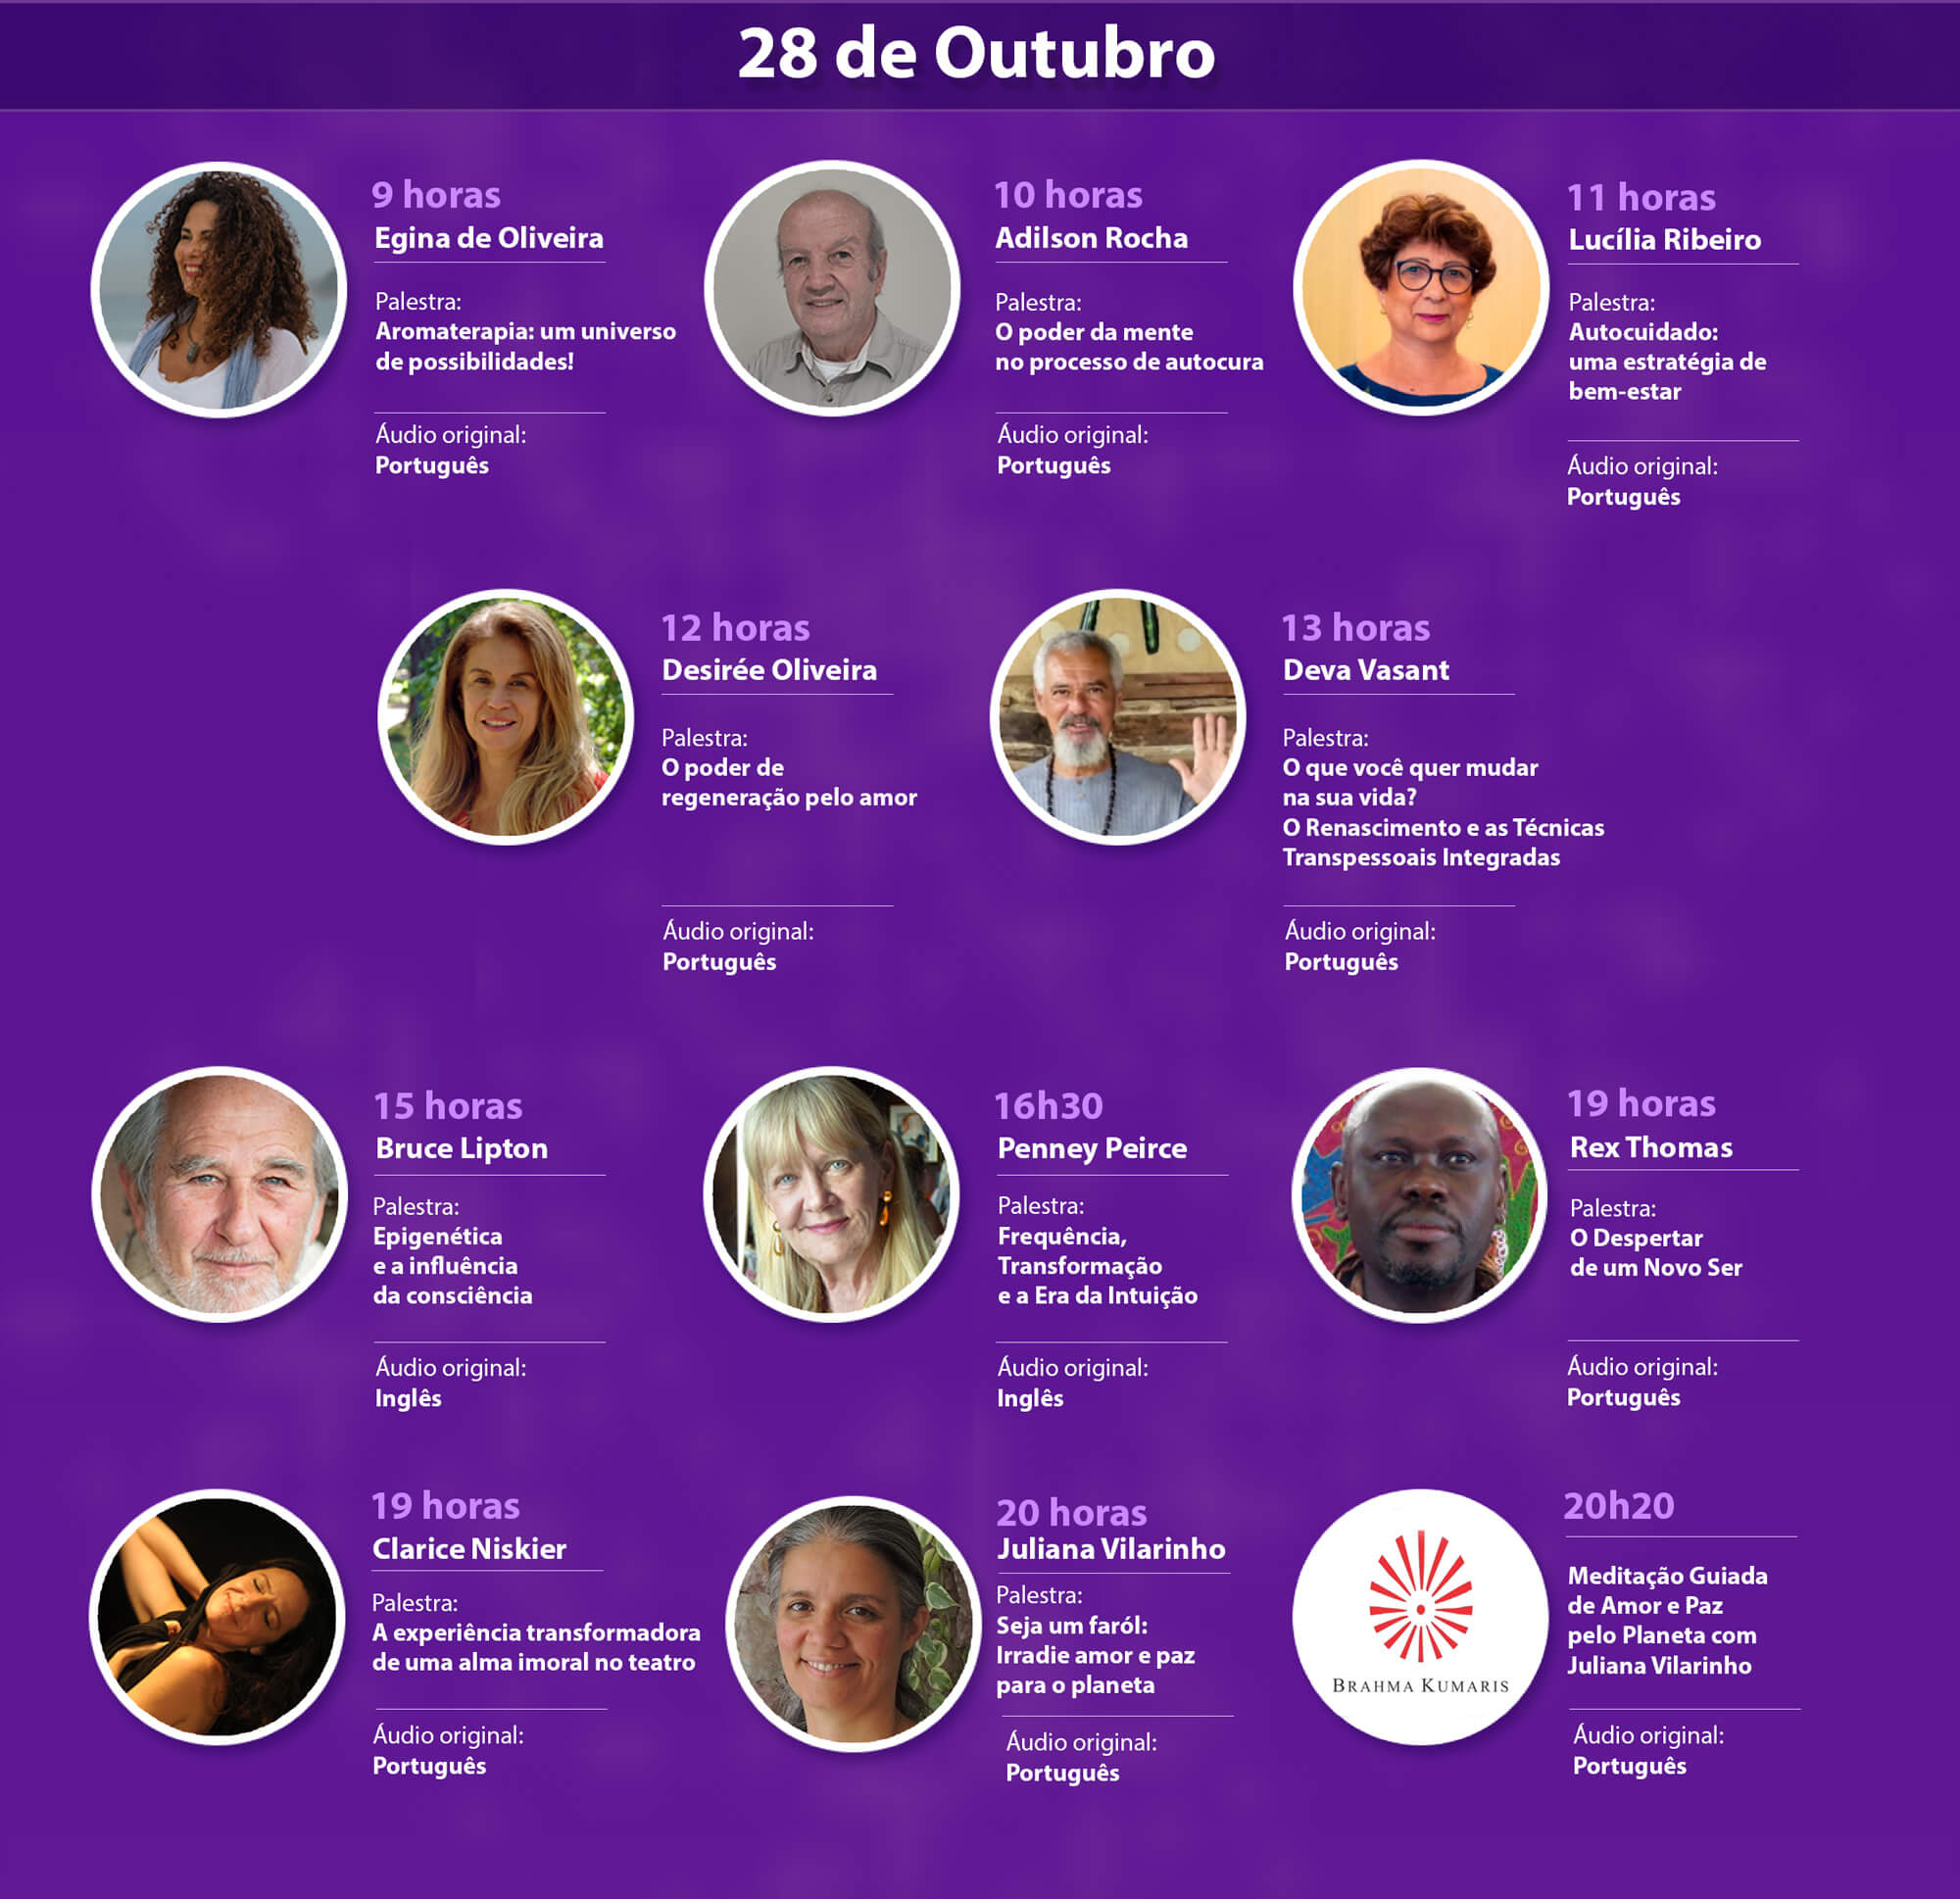 28 de Outubro
9 horas
Egina de Oliveira
Palestra:
Aromaterapia: um universo
de possibilidades!
Áudio original:
Português
10 horas
Adilson Rocha
Palestra:
O poder da mente
no processo de autocura
Áudio original:
Português
11 horas
Lucília Ribeiro
Palestra:
Autocuidado:
uma estratégia de
bem-estar
Áudio original:
Português
12 horas
Desirée Oliveira
Palestra:
O poder de
regeneração pelo amor
Áudio original:
Português
13 horas
Deva Vasant
Palestra:
O que você quer mudar
na sua vida?
O Renascimento e as Técnicas
Transpessoais Integradas
Áudio original:
Português
15 horas
Bruce Lipton
Palestra:
Epigenética
e a influência
da consciência
Áudio original:
Inglês
16h30
Penney Peirce
Palestra:
Frequência,
Transformação
e a Era da Intuição
Áudio original:
Inglês
19 horas
Rex Thomas
Palestra:
O Despertar
de um Novo Ser
Áudio original:
Português
19 horas
Clarice Niskier
Palestra:
A experiência transformadora
de uma alma imoral no teatro
Áudio original:
Português
20 horas
Juliana Vilarinho
Palestra:
Seja um faról:
Irradie amor e paz
para o planeta
Áudio original:
Português
BRAHMA KUMARIS
20h20
Meditação Guiada
de Amor e Paz
pelo Planeta com
Juliana Vilarinho
Áudio original:
Português